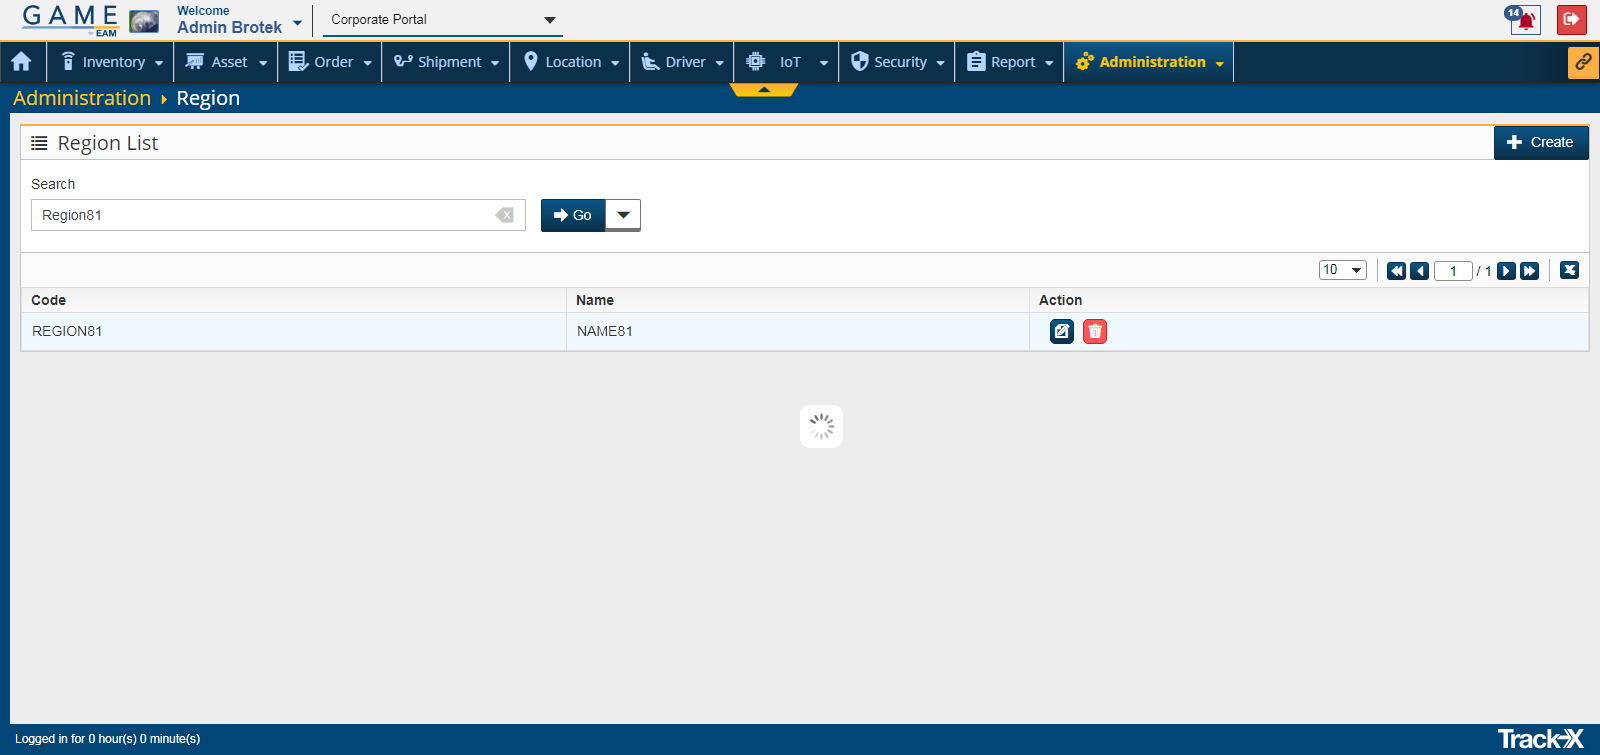 GAME
by EAM
Welcome
Admin Brotek
Corporate Portal
14
Inventory
Asset
Order
Shipment
Location
Driver
IoT
Security
Report
Administration
Administration Region
Region List
Create
Search
Region81
Go
10
1 / 1
Code Name Action
REGION81 NAME81
Logged in for 0 hour(s) 0 minute(s)
Track-X